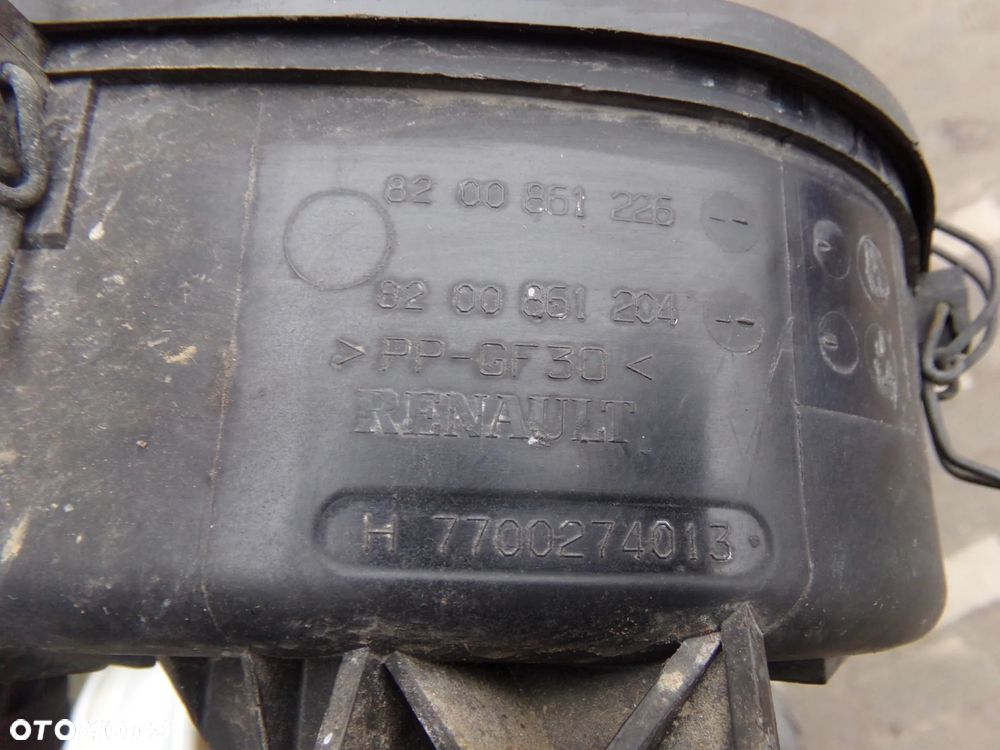 82 00 861 226 --
82 00 861 204 --
>PP-GF30<
RENAULT
H 7700274013
OTOMOTO